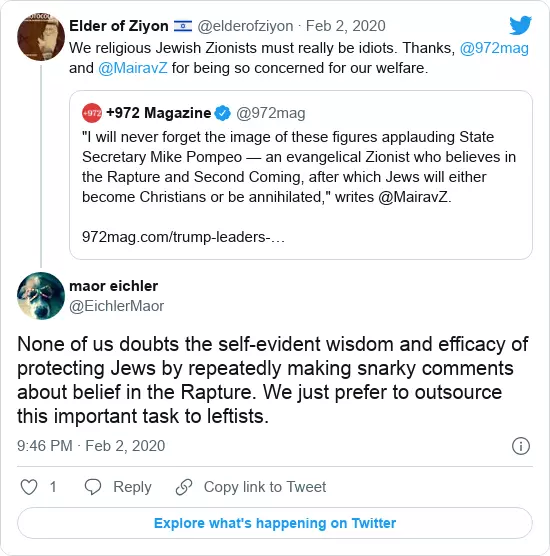 Elder of Ziyon 🇮🇱 @elderofziyon · Feb 2, 2020
We religious Jewish Zionists must really be idiots. Thanks, @972mag
and @MairavZ for being so concerned for our welfare.
+972
+972 Magazine @972mag
"I will never forget the image of these figures applauding State
Secretary Mike Pompeo — an evangelical Zionist who believes in
the Rapture and Second Coming, after which Jews will either
become Christians or be annihilated," writes @MairavZ.
972mag.com/trump-leaders-…
maor eichler
@EichlerMaor
None of us doubts the self-evident wisdom and efficacy of
protecting Jews by repeatedly making snarky comments
about belief in the Rapture. We just prefer to outsource
this important task to leftists.
9:46 PM · Feb 2, 2020
1 Reply Copy link to Tweet
Explore what's happening on Twitter